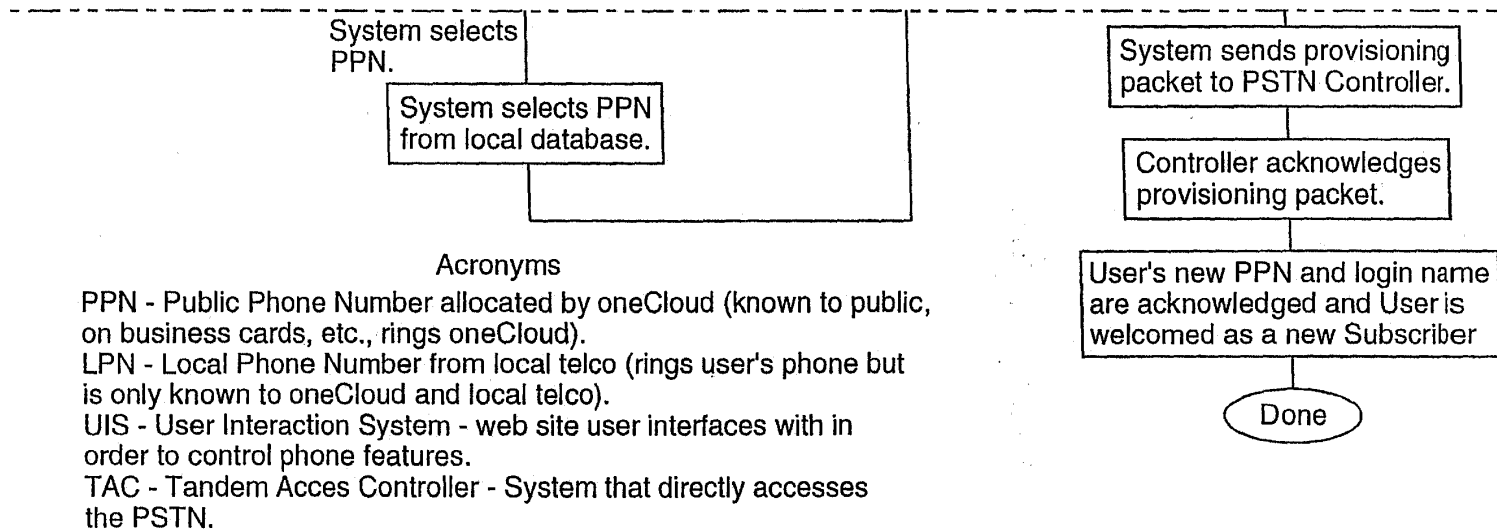 System selects
PPN.
System selects PPN
from local database.
System sends provisioning
packet to PSTN Controller.
Controller acknowledges
provisioning packet.
User's new PPN and login name
are acknowledged and User is
welcomed as a new Subscriber
Done
Acronyms
PPN - Public Phone Number allocated by oneCloud (known to public,
on business cards, etc., rings oneCloud).
LPN - Local Phone Number from local telco (rings user's phone but
is only known to oneCloud and local telco).
UIS - User Interaction System - web site user interfaces with in
order to control phone features.
TAC - Tandem Acces Controller - System that directly accesses
the PSTN.